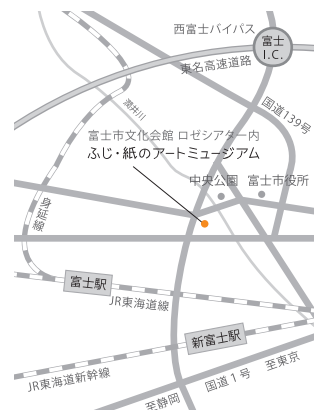 西富士バイパス
富士
I.C.
東名高速道路
国道139号
潤井川
富士市文化会館 ロゼシアター内
ふじ・紙のアートミュージアム
中央公園
富士市役所
身延線
富士駅
JR東海道線
新富士駅
JR東海道新幹線
至静岡
国道1号
至東京